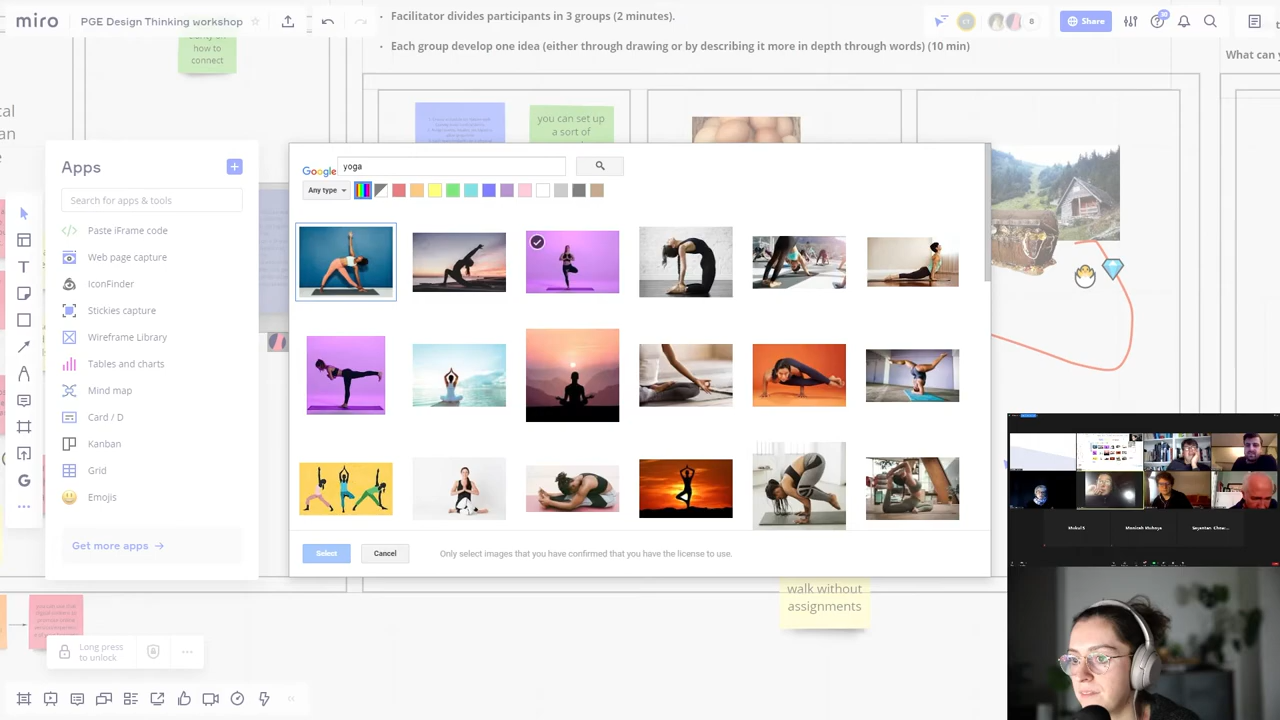 miro
PGE Design Thinking workshop
8
Share
30
how to
connect
Facilitator divides participants in 3 groups (2 minutes).
Each group develop one idea (either through drawing or by describing it more in depth through words) (10 min)
What can y
you can set up
a sort of
Apps
Search for apps & tools
Paste iFrame code
Web page capture
IconFinder
Stickies capture
Wireframe Library
Tables and charts
Mind map
Card / D
Kanban
Grid
Emojis
Get more apps
Google
yoga
Any type
Select
Cancel
Only select images that you have confirmed that you have the license to use.
walk without
assignments
Long press
to unlock